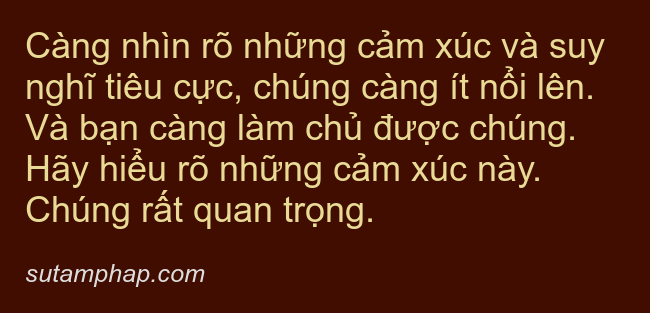 Càng nhìn rõ những cảm xúc và suy
nghĩ tiêu cực, chúng càng ít nổi lên.
Và bạn càng làm chủ được chúng.
Hãy hiểu rõ những cảm xúc này.
Chúng rất quan trọng.
sutamphap.com